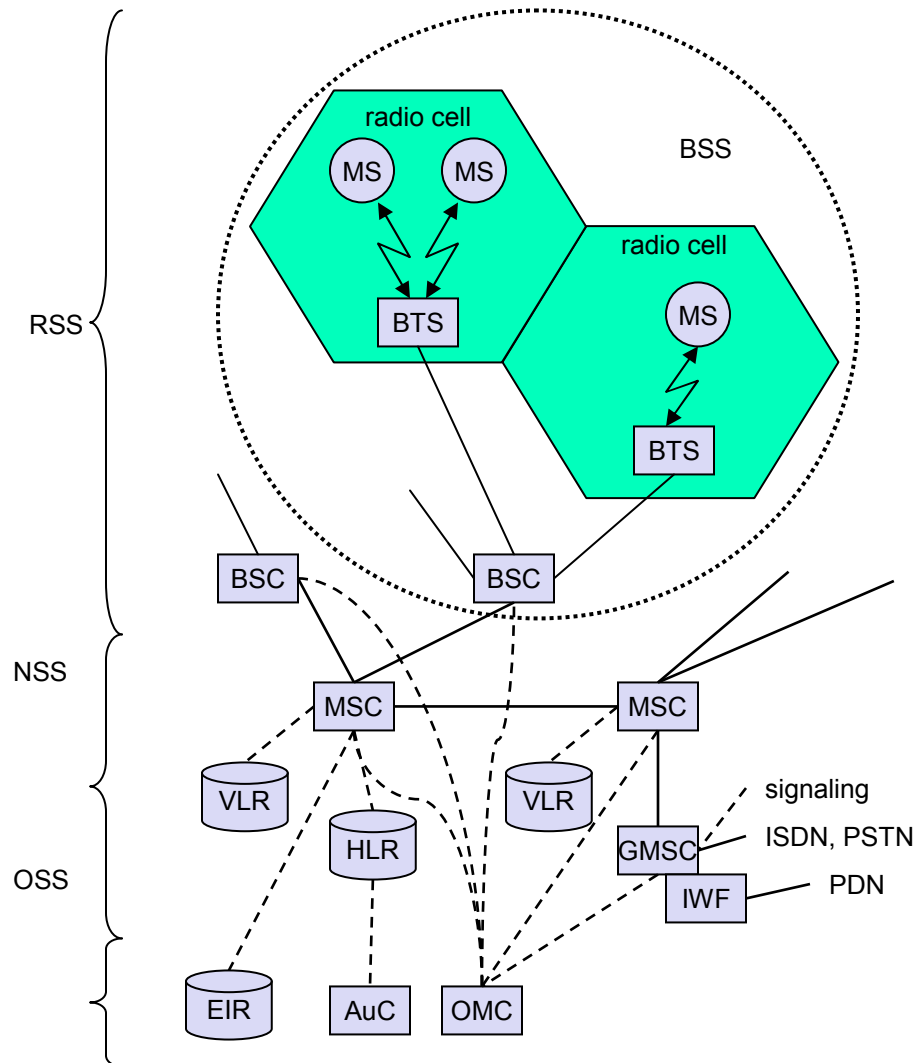 radio cell
BSS
MS
MS
radio cell
MS
RSS
BTS
BTS
BSC
BSC
NSS
MSC
MSC
VLR
VLR
signaling
HLR
GMSC
ISDN, PSTN
OSS
IWF
PDN
EIR
AuC
OMC